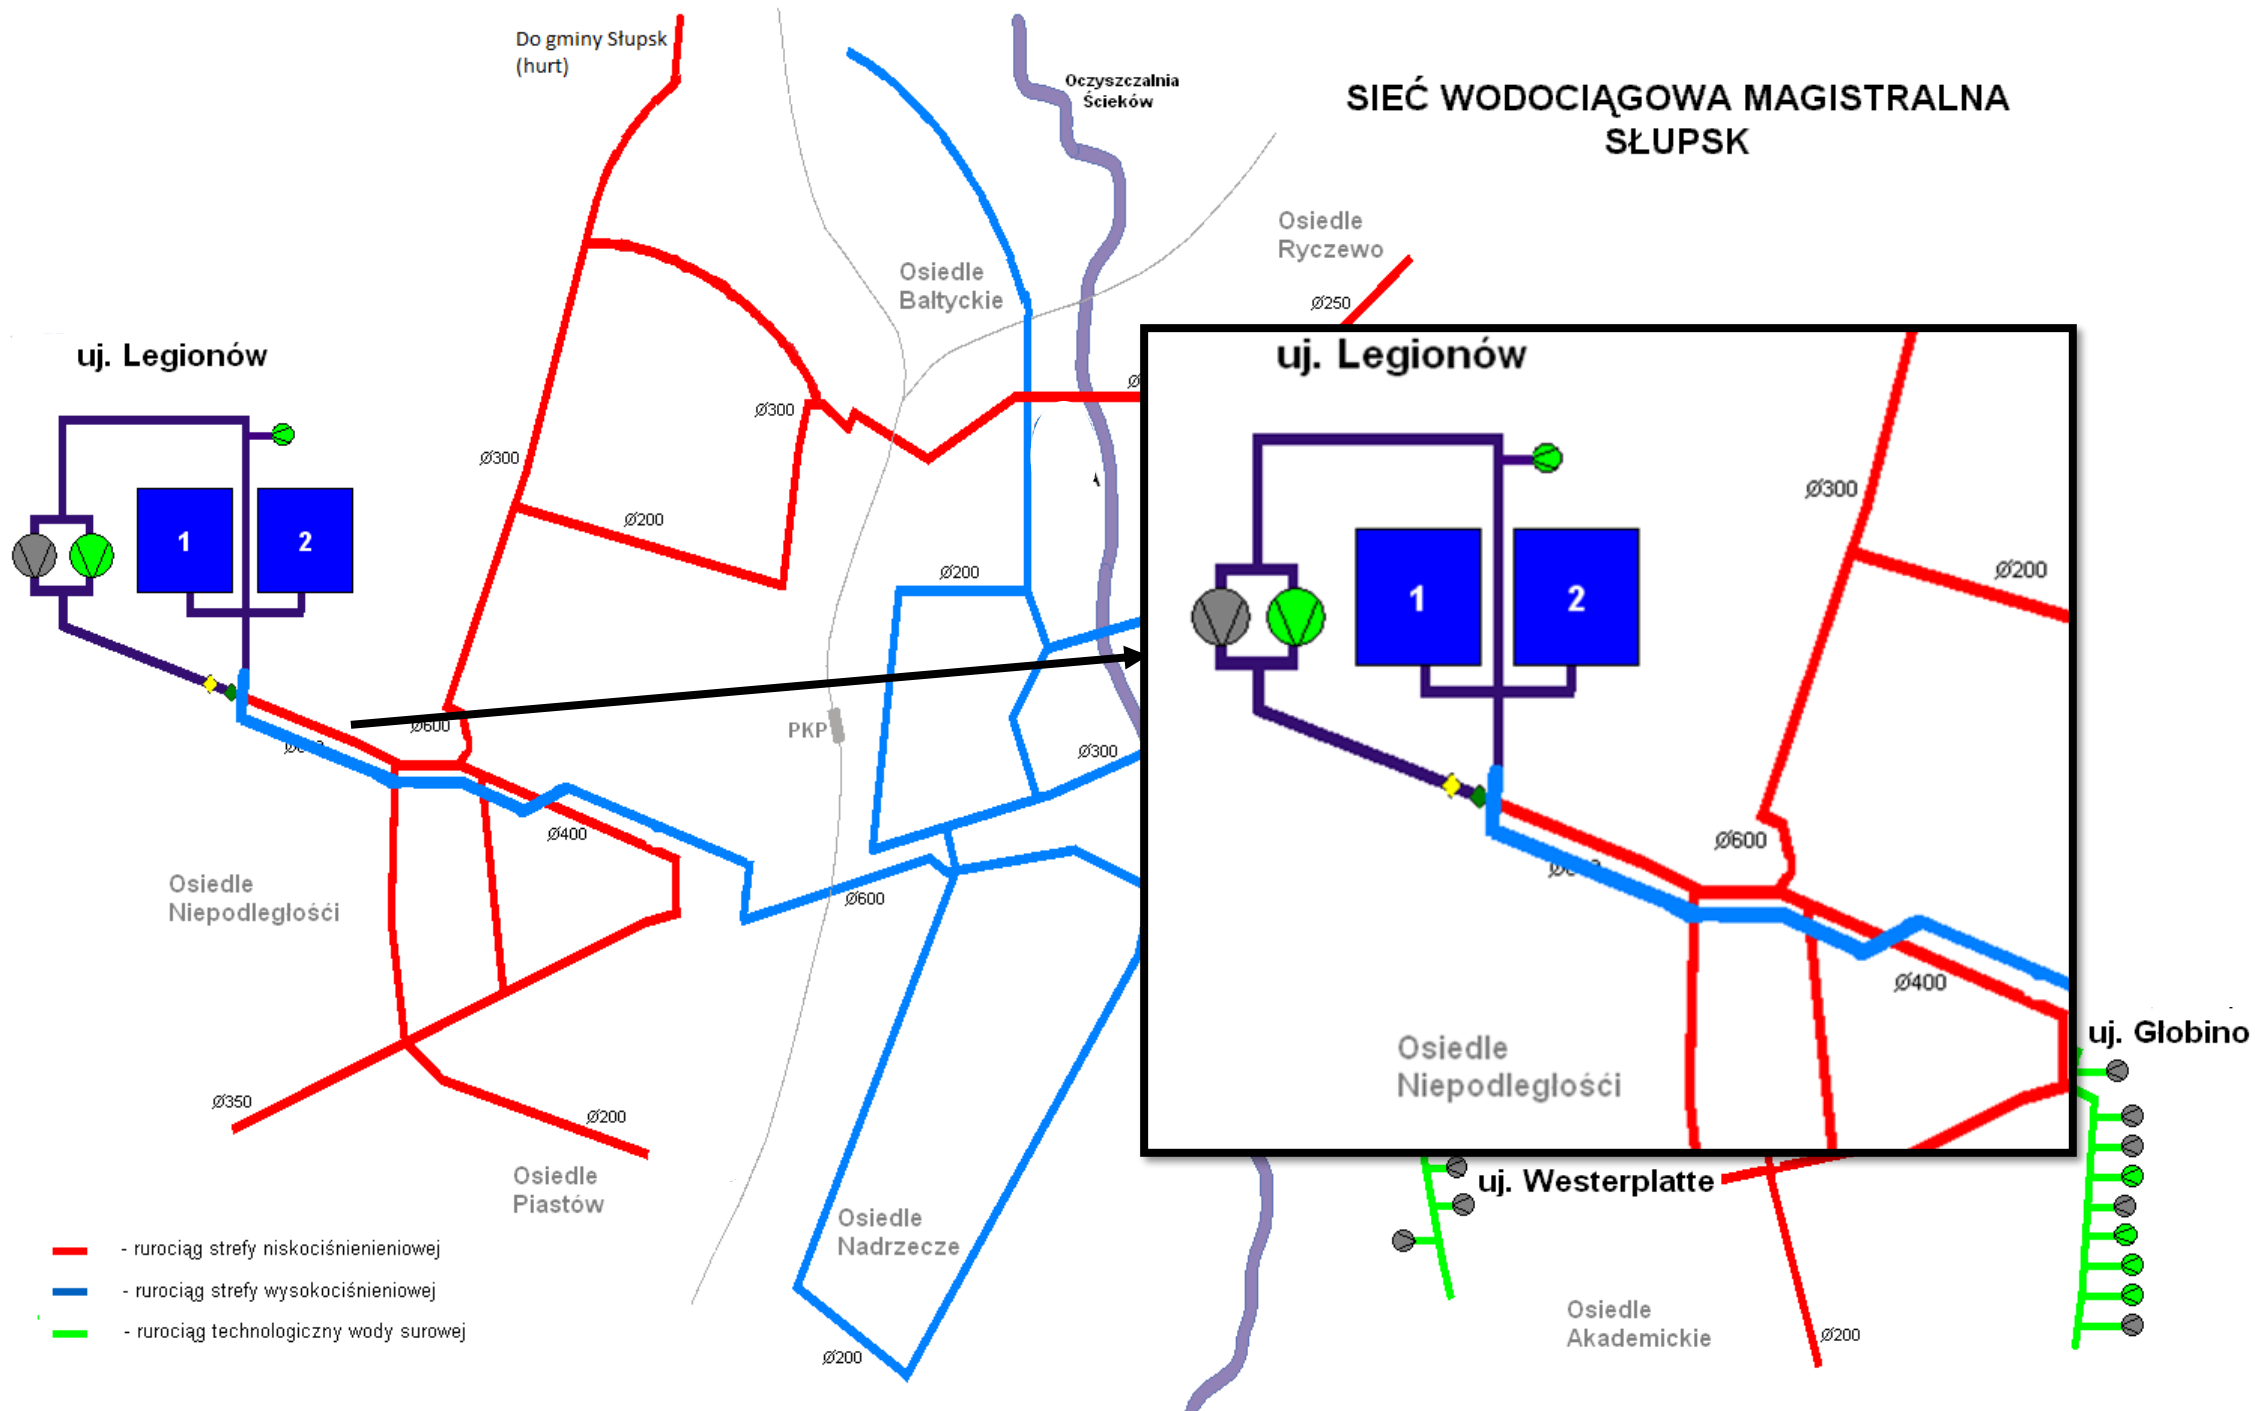 Do gminy Słupsk
(hurt)
Oczyszczalnia
Ścieków
SIEĆ WODOCIĄGOWA MAGISTRALNA
SŁUPSK
Osiedle
Ryczewo
Ø250
Osiedle
Bałtyckie
uj. Legionów
1
2
Ø300
Ø300
Ø200
Ø200
Ø600
PKP
Ø300
Ø400
Ø600
Osiedle
Niepodległośći
Ø350
Ø200
Osiedle
Piastów
Osiedle
Nadrzecze
Ø200
uj. Legionów
1
2
Ø300
Ø200
Ø600
Ø400
Osiedle
Niepodległośći
uj. Głobino
uj. Westerplatte
Osiedle
Akademickie
Ø200
- rurociąg strefy niskociśnienieniowej
- rurociąg strefy wysokociśnieniowej
- rurociąg technologiczny wody surowej